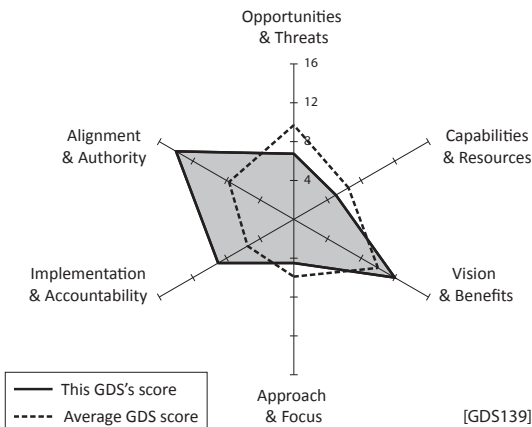 Opportunities
& Threats
16
12
8
4
Alignment
& Authority
Capabilities
& Resources
Implementation
& Accountability
Vision
& Benefits
Approach
& Focus
This GDS's score
Average GDS score
[GDS139]